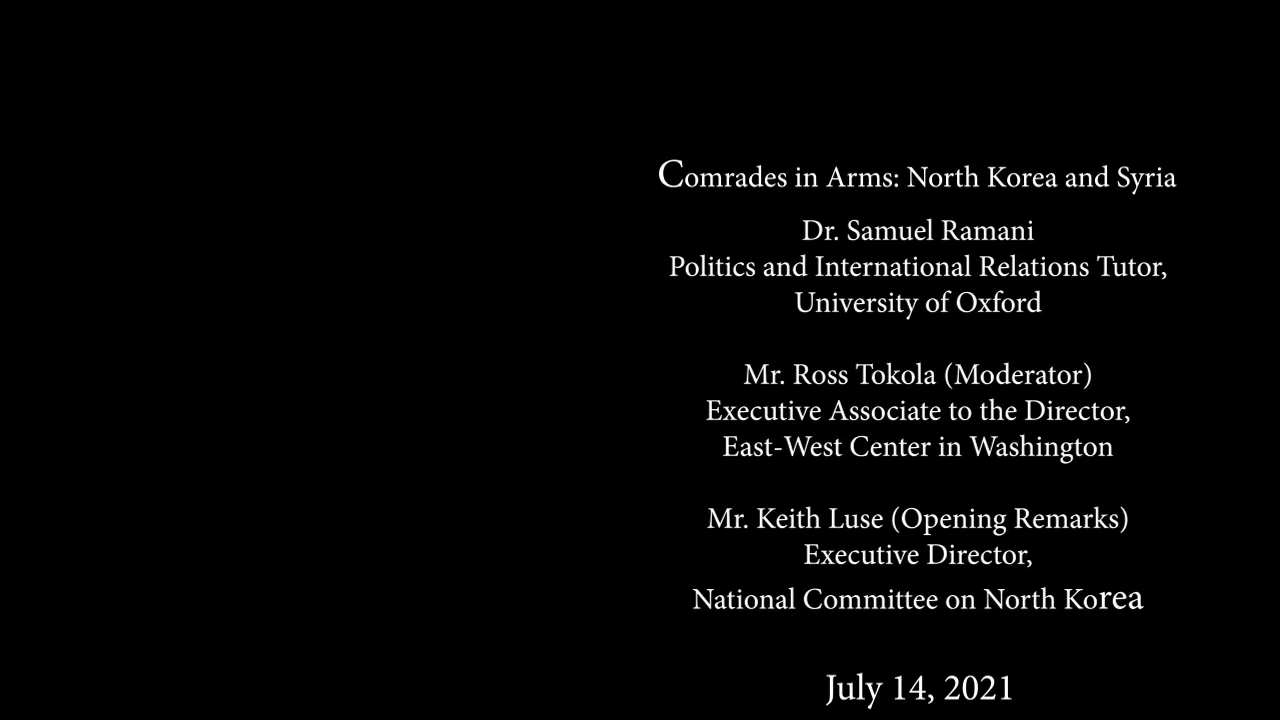 Comrades in Arms: North Korea and Syria
Dr. Samuel Ramani
Politics and International Relations Tutor,
University of Oxford
Mr. Ross Tokola (Moderator)
Executive Associate to the Director,
East-West Center in Washington
Mr. Keith Luse (Opening Remarks)
Executive Director,
National Committee on North Korea
July 14, 2021